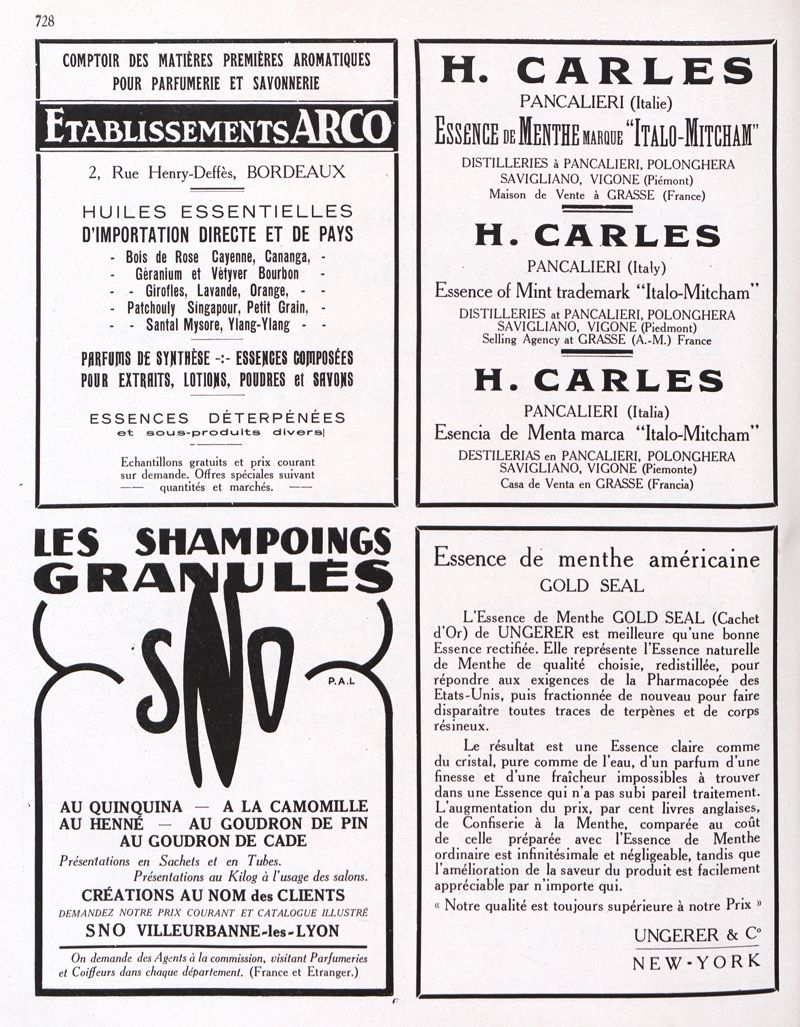 728
COMPTOIR DES MATIÈRES PREMIÈRES AROMATIQUES
POUR PARFUMERIE ET SAVONNERIE
ETABLISSEMENTS ARCO
2, Rue Henry-Deffès, BORDEAUX
HUILES ESSENTIELLES
D'IMPORTATION DIRECTE ET DE PAYS
- Bois de Rose Cayenne, Cananga, -
- Géranium et Vétyver Bourbon -
- - Girofles, Lavande, Orange, - -
- Patchouly Singapour, Petit Grain, -
- - Santal Mysore, Ylang-Ylang - -
PARFUMS DE SYNTHÈSE -:- ESSENCES COMPOSÉES
POUR EXTRAITS, LOTIONS, POUDRES et SAVONS
ESSENCES DÉTERPÉNÉES
et sous-produits divers
Echantillons gratuits et prix courant
sur demande. Offres spéciales suivant
quantités et marchés.
H. CARLES
PANCALIERI (Italie)
ESSENCE DE MENTHE MARQUE "ITALO-MITCHAM"
DISTILLERIES à PANCALIERI, POLONGHERA
SAVIGLIANO, VIGONE (Piémont)
Maison de Vente à GRASSE (France)
H. CARLES
PANCALIERI (Italy)
Essence of Mint trademark "Italo-Mitcham"
DISTILLERIES at PANCALIERI, POLONGHERA
SAVIGLIANO, VIGONE (Piedmont)
Selling Agency at GRASSE (A.-M.) France
H. CARLES
PANCALIERI (Italia)
Esencia de Menta marca "Italo-Mitcham"
DESTILERIAS en PANCALIERI, POLONGHERA
SAVIGLIANO, VIGONE (Piemonte)
Casa de Venta en GRASSE (Francia)
LES SHAMPOINGS
GRANULÉS
SNO
P.A.L
AU QUINQUINA — A LA CAMOMILLE
AU HENNÉ — AU GOUDRON DE PIN
AU GOUDRON DE CADE
Présentations en Sachets et en Tubes.
Présentations au Kilog à l'usage des salons.
CRÉATIONS AU NOM des CLIENTS
DEMANDEZ NOTRE PRIX COURANT ET CATALOGUE ILLUSTRÉ
SNO VILLEURBANNE-les-LYON
On demande des Agents à la commission, visitant Parfumeries
et Coiffeurs dans chaque département. (France et Etranger.)
Essence de menthe américaine
GOLD SEAL
L'Essence de Menthe GOLD SEAL (Cachet
d'Or) de UNGERER est meilleure qu'une bonne
Essence rectifiée. Elle représente l'Essence naturelle
de Menthe de qualité choisie, redistillée, pour
répondre aux exigences de la Pharmacopée des
Etats-Unis, puis fractionnée de nouveau pour faire
disparaître toutes traces de terpènes et de corps
résineux.
Le résultat est une Essence claire comme
du cristal, pure comme de l'eau, d'un parfum d'une
finesse et d'une fraîcheur impossibles à trouver
dans une Essence qui n'a pas subi pareil traitement.
L'augmentation du prix, par cent livres anglaises,
de Confiserie à la Menthe, comparée au coût
de celle préparée avec l'Essence de Menthe
ordinaire est infinitésimale et négligeable, tandis que
l'amélioration de la saveur du produit est facilement
appréciable par n'importe qui.
« Notre qualité est toujours supérieure à notre Prix »
UNGERER & Cº
NEW-YORK